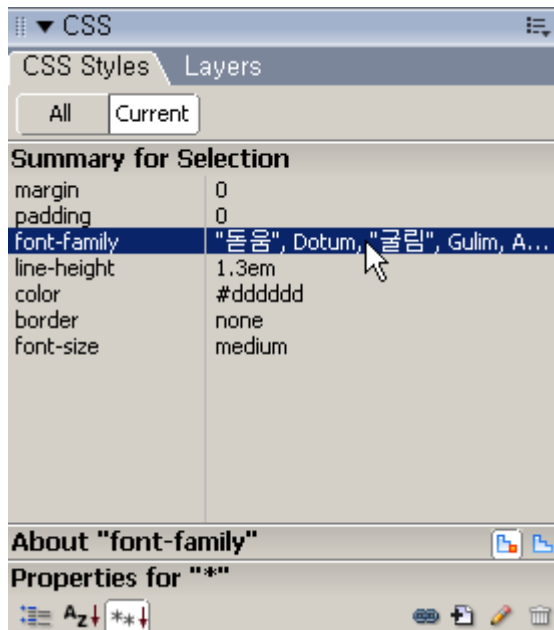 CSS
CSS Styles Layers
All Current
Summary for Selection
margin 0
padding 0
font-family "돋움", Dotum, "굴림", Gulim, A...
line-height 1.3em
color #dddddd
border none
font-size medium
About "font-family"
Properties for "*"
Az **